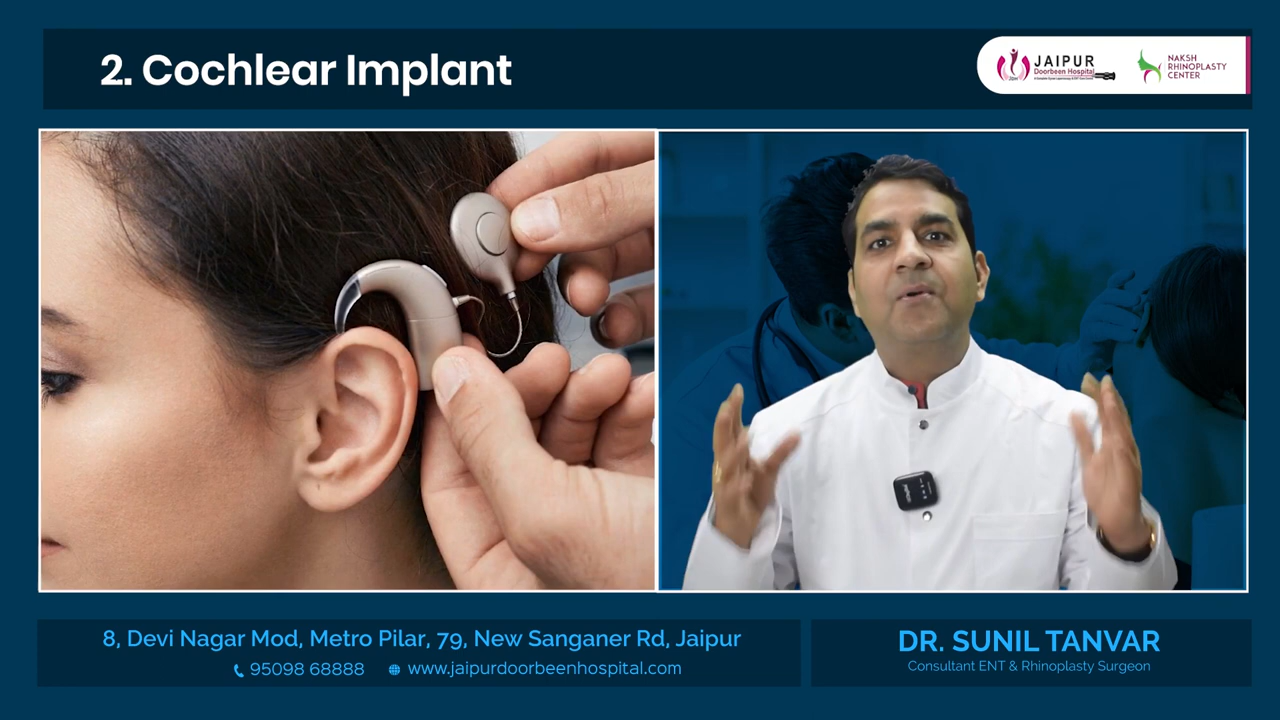 2. Cochlear Implant
JAIPUR
Doorbeen Hospital
NAKSH
RHINOPLASTY
CENTER
8, Devi Nagar Mod, Metro Pilar, 79, New Sanganer Rd, Jaipur
95098 68888 www.jaipurdoorbeenhospital.com
DR. SUNIL TANVAR
Consultant ENT & Rhinoplasty Surgeon